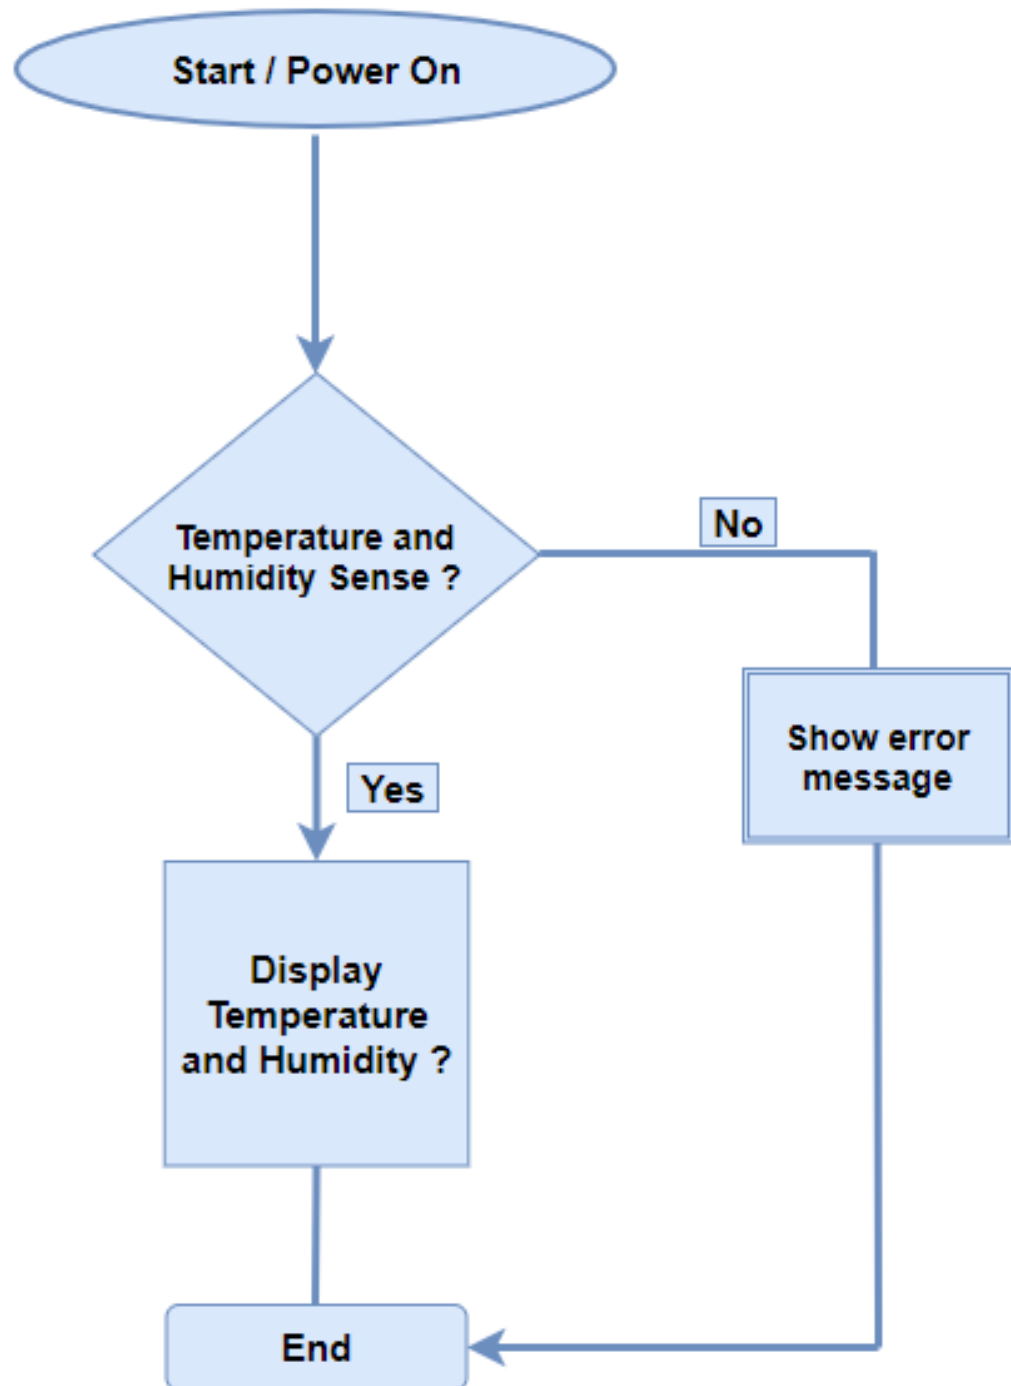 Start / Power On
Temperature and
Humidity Sense ?
No
Show error
message
Yes
Display
Temperature
and Humidity ?
End